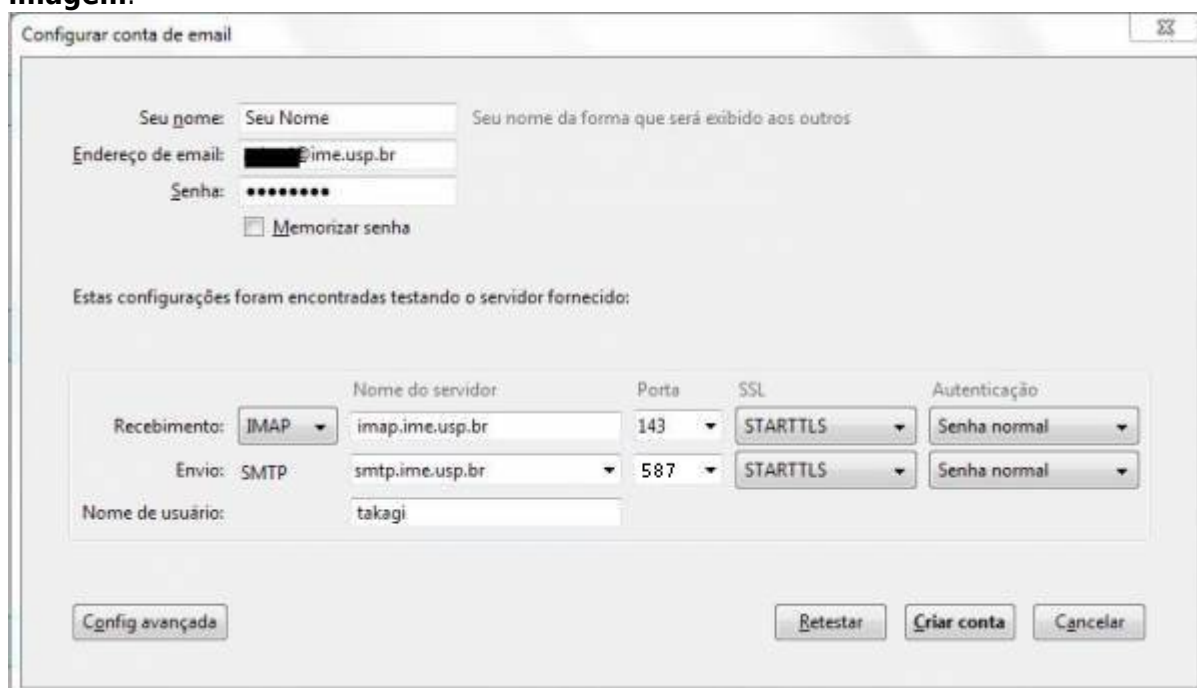 imagem.
Configurar conta de email
Seu nome: Seu Nome Seu nome da forma que será exibido aos outros
Endereço de email: @ime.usp.br
Senha: ••••••••
Memorizar senha
Estas configurações foram encontradas testando o servidor fornecido:
Nome do servidor Porta SSL Autenticação
Recebimento: IMAP imap.ime.usp.br 143 STARTTLS Senha normal
Envio: SMTP smtp.ime.usp.br 587 STARTTLS Senha normal
Nome de usuário: takagi
Config avançada Retestar Criar conta Cancelar